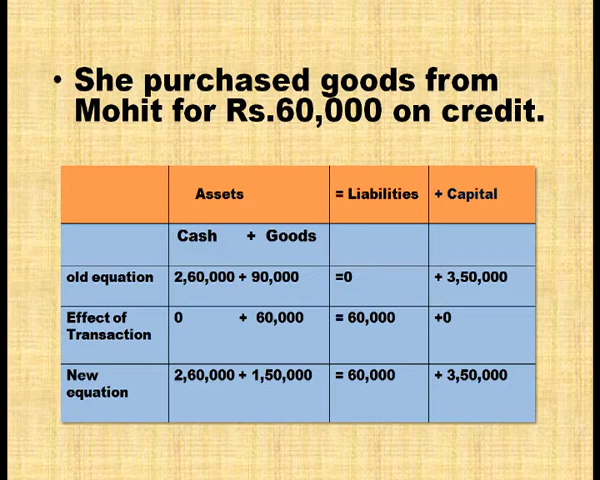 • She purchased goods from
Mohit for Rs.60,000 on credit.
Assets = Liabilities + Capital
Cash + Goods
old equation 2,60,000 + 90,000 =0 + 3,50,000
Effect of Transaction 0 + 60,000 = 60,000 +0
New equation 2,60,000 + 1,50,000 = 60,000 + 3,50,000